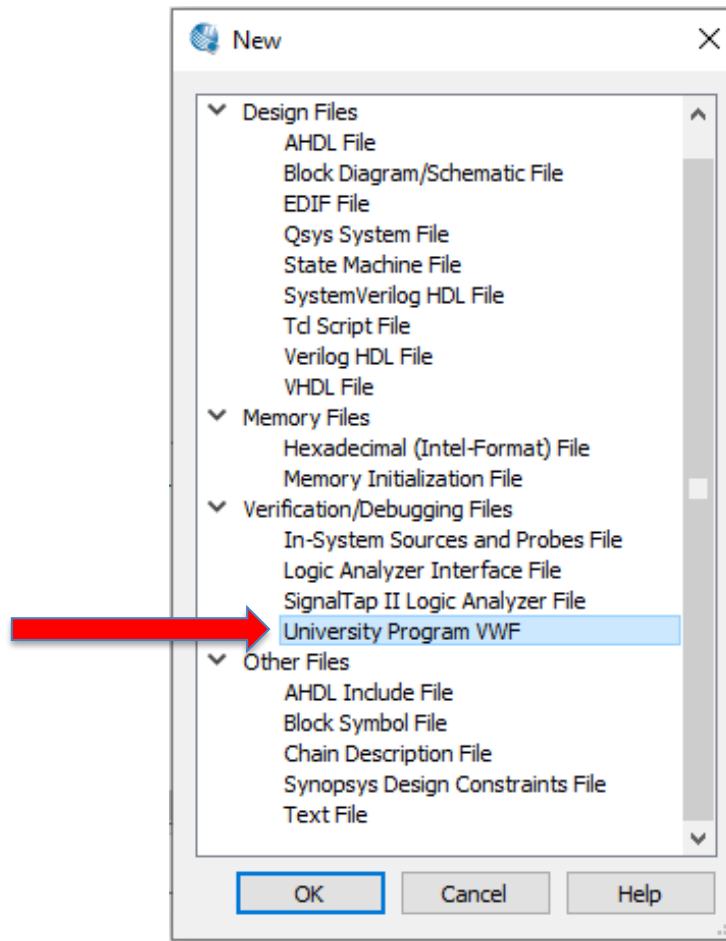 New
Design Files
AHDL File
Block Diagram/Schematic File
EDIF File
Qsys System File
State Machine File
SystemVerilog HDL File
Tcl Script File
Verilog HDL File
VHDL File
Memory Files
Hexadecimal (Intel-Format) File
Memory Initialization File
Verification/Debugging Files
In-System Sources and Probes File
Logic Analyzer Interface File
SignalTap II Logic Analyzer File
University Program VWF
Other Files
AHDL Include File
Block Symbol File
Chain Description File
Synopsys Design Constraints File
Text File
OK Cancel Help